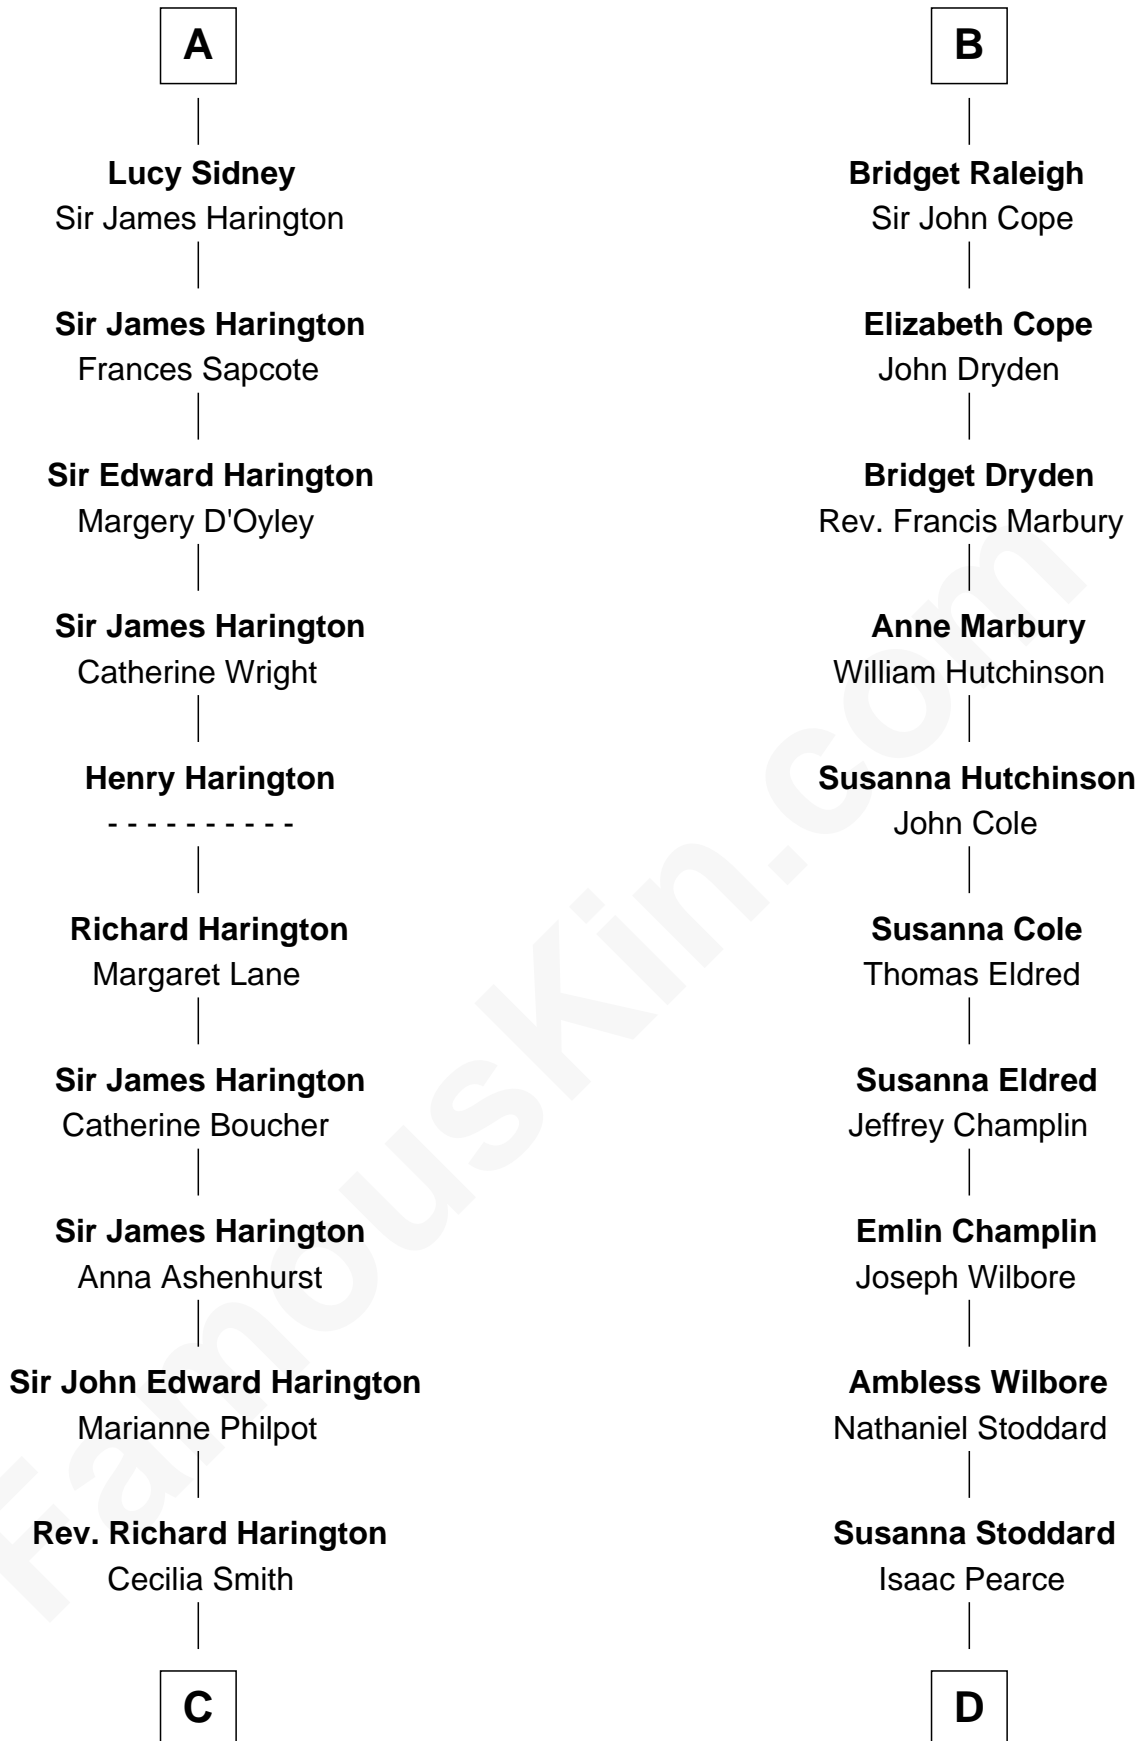 A
Lucy Sidney
Sir James Harington
Sir James Harington
Frances Sapcote
Sir Edward Harington
Margery D'Oyley
Sir James Harington
Catherine Wright
Henry Harington
- - - - - - - - - -
Richard Harington
Margaret Lane
Sir James Harington
Catherine Boucher
Sir James Harington
Anna Ashenhurst
Sir John Edward Harington
Marianne Philpot
Rev. Richard Harington
Cecilia Smith
C
B
Bridget Raleigh
Sir John Cope
Elizabeth Cope
John Dryden
Bridget Dryden
Rev. Francis Marbury
Anne Marbury
William Hutchinson
Susanna Hutchinson
John Cole
Susanna Cole
Thomas Eldred
Susanna Eldred
Jeffrey Champlin
Emlin Champlin
Joseph Wilbore
Ambless Wilbore
Nathaniel Stoddard
Susanna Stoddard
Isaac Pearce
D
FamousKin.com